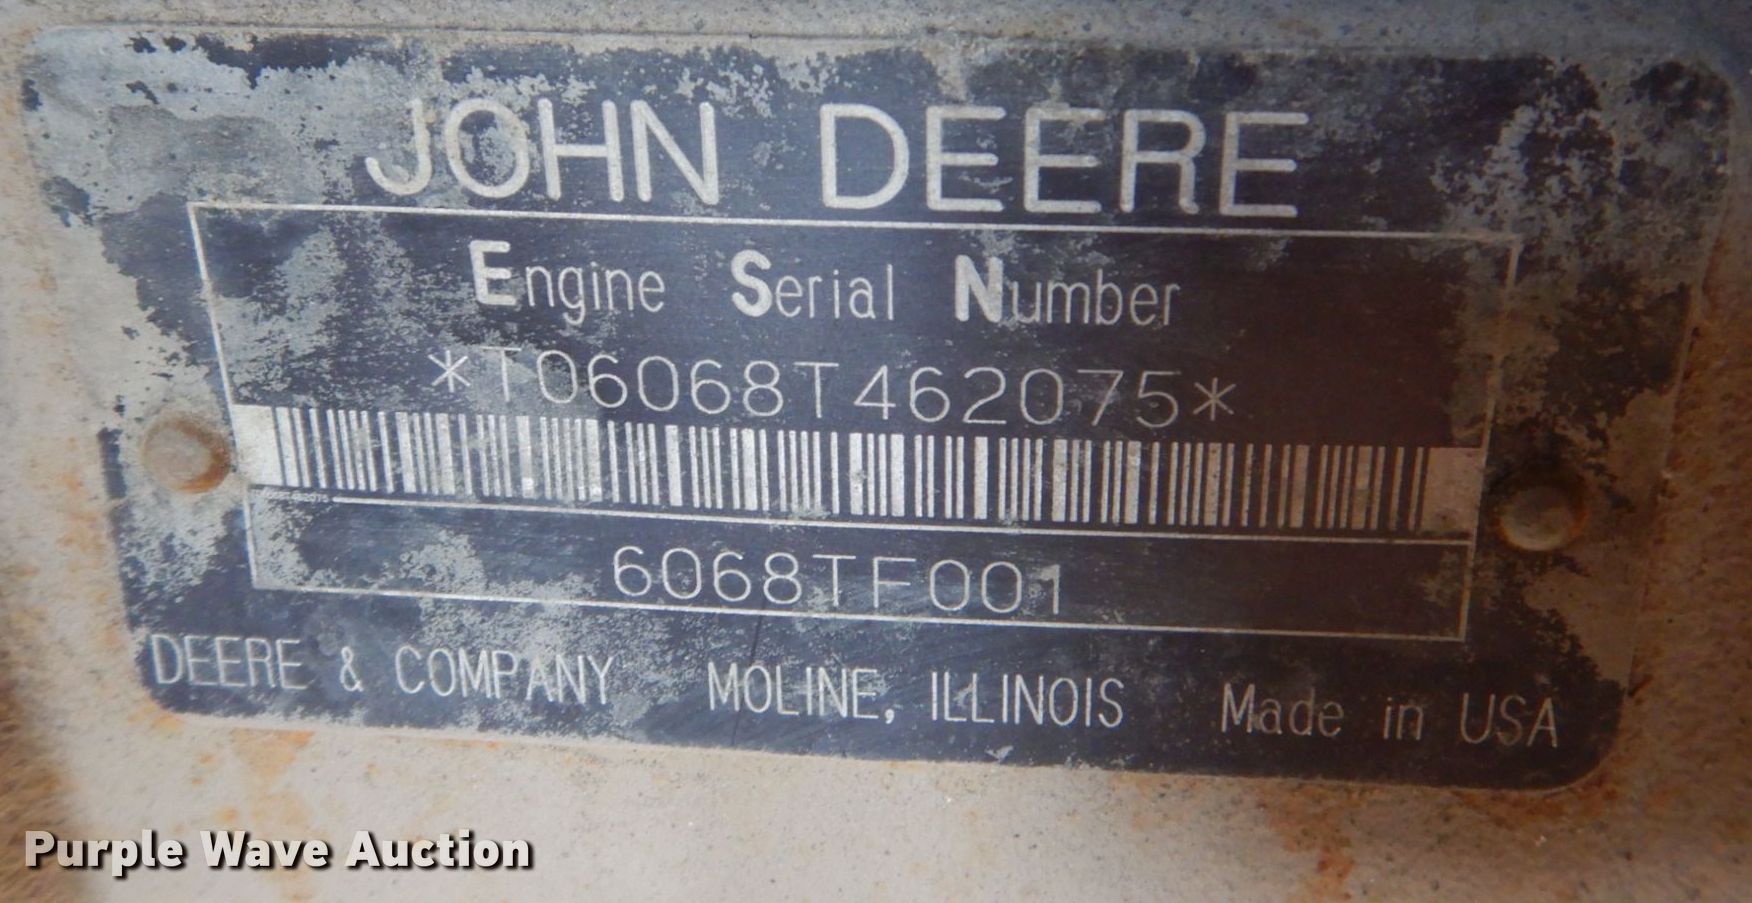 JOHN DEERE
Engine Serial Number
*T06068T462075*
6068TF001
DEERE & COMPANY MOLINE, ILLINOIS Made in USA
Purple Wave Auction